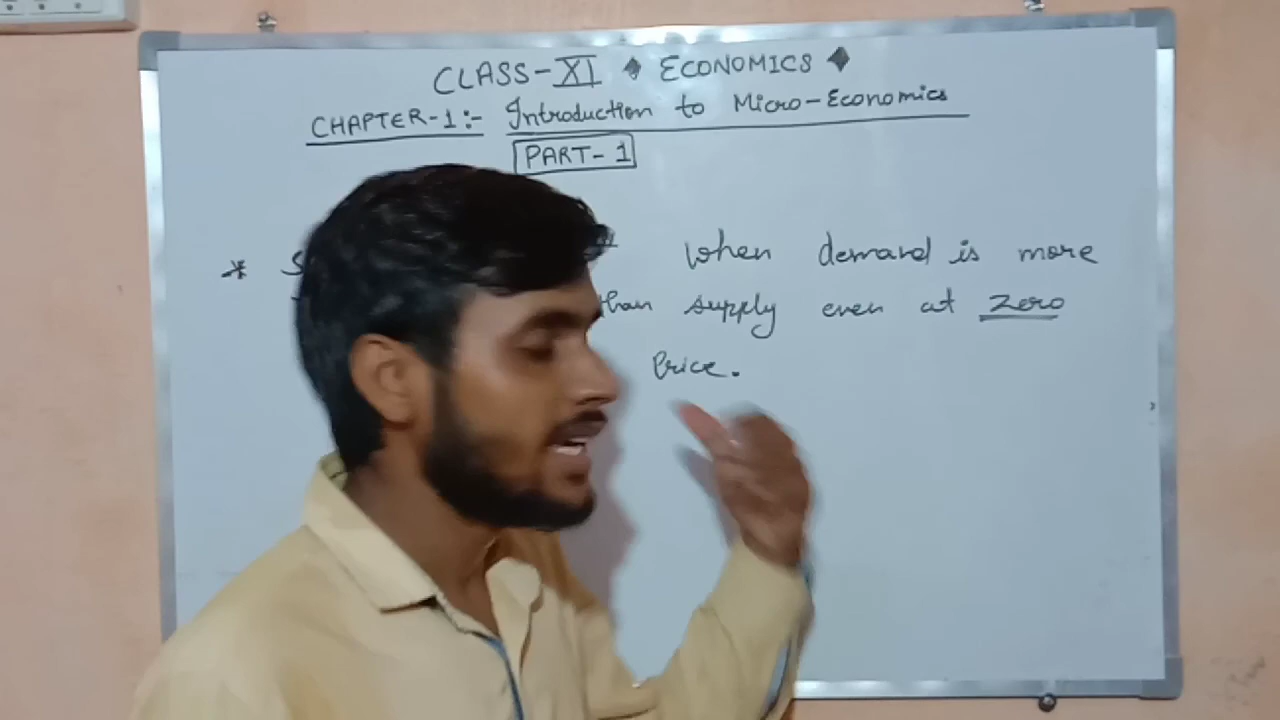 CLASS-XI ♦ ECONOMICS ♦
CHAPTER-1:- Introduction to Micro-Economics
PART-1
* When demand is more
than supply even at zero
Price.